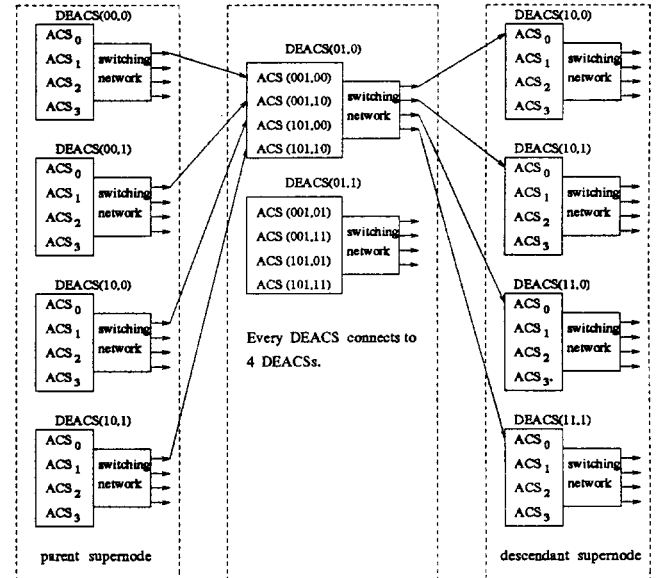 DEACS(00,0)
ACS 0
ACS 1
ACS 2
ACS 3
switching
network
DEACS(00,1)
ACS 0
ACS 1
ACS 2
ACS 3
switching
network
DEACS(10,0)
ACS 0
ACS 1
ACS 2
ACS 3
switching
network
DEACS(10,1)
ACS 0
ACS 1
ACS 2
ACS 3
switching
network
parent supernode
DEACS(01,0)
ACS (001,00)
ACS (001,10)
ACS (101,00)
ACS (101,10)
switching
network
DEACS(01,1)
ACS (001,01)
ACS (001,11)
ACS (101,01)
ACS (101,11)
switching
network
Every DEACS connects to
4 DEACSs.
DEACS(10,0)
ACS 0
ACS 1
ACS 2
ACS 3
switching
network
DEACS(10,1)
ACS 0
ACS 1
ACS 2
ACS 3
switching
network
DEACS(11,0)
ACS 0
ACS 1
ACS 2
ACS 3
switching
network
DEACS(11,1)
ACS 0
ACS 1
ACS 2
ACS 3
switching
network
descendant supernode